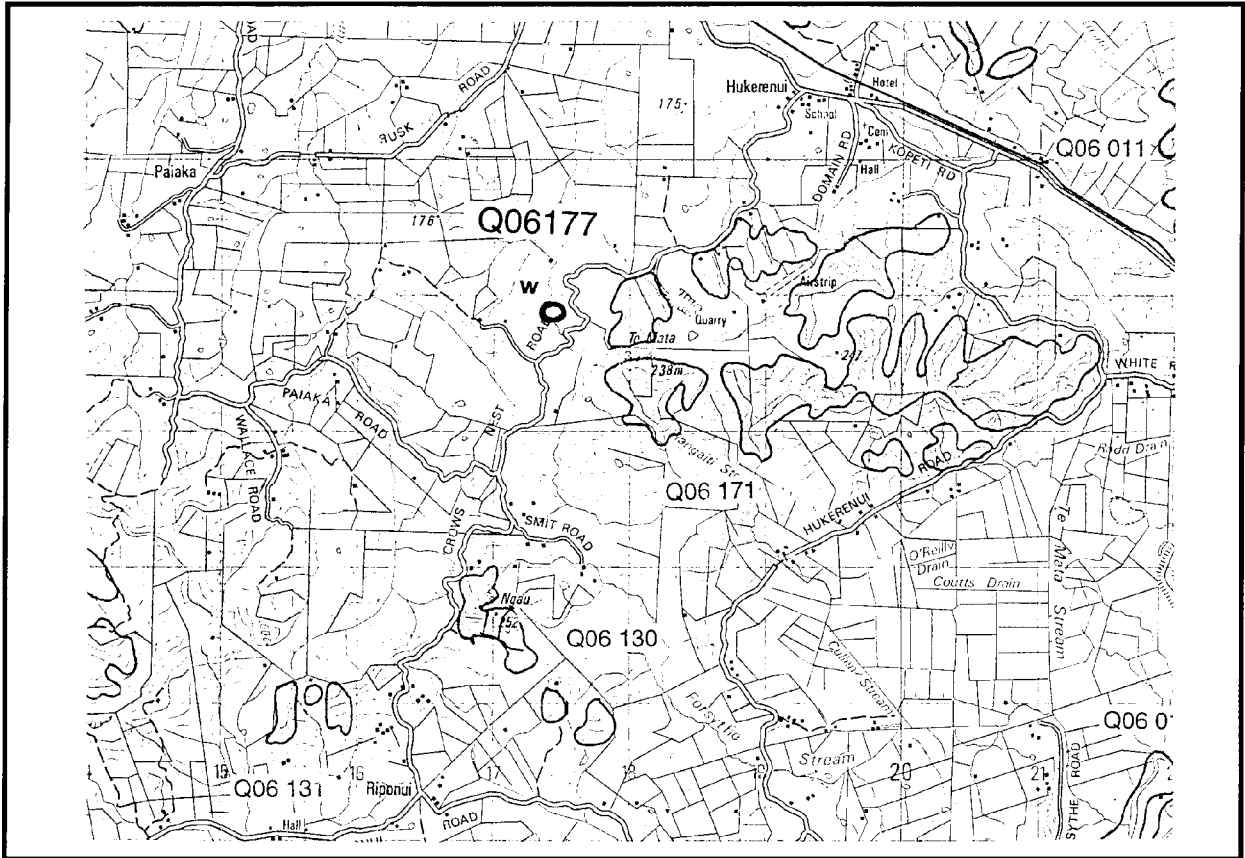 ROAD
RUSK
Hukerenui
Hotel
School
175
Cem
KOPETI RD
Q06 011
DOMAIN RD
Hall
Paiaka
176
Q06177
W
Airstrip
Quarry
ROAD
Te Mata
238m
247
WHITE R
PAIAKA
ROAD
NEST
WALLACE
ROAD
Rodd Drain
ROAD
Q06 171
HUKERENUI
CROWS
SMIT ROAD
O'Reilly
Drain
Coutts Drain
Te Mata Stream
Ngau
Q06 130
Forsythe
Stream
Q06 0
15
16
17
18
19
20
21
Q06 131
Riponui
Hall
ROAD
SYTHE ROAD